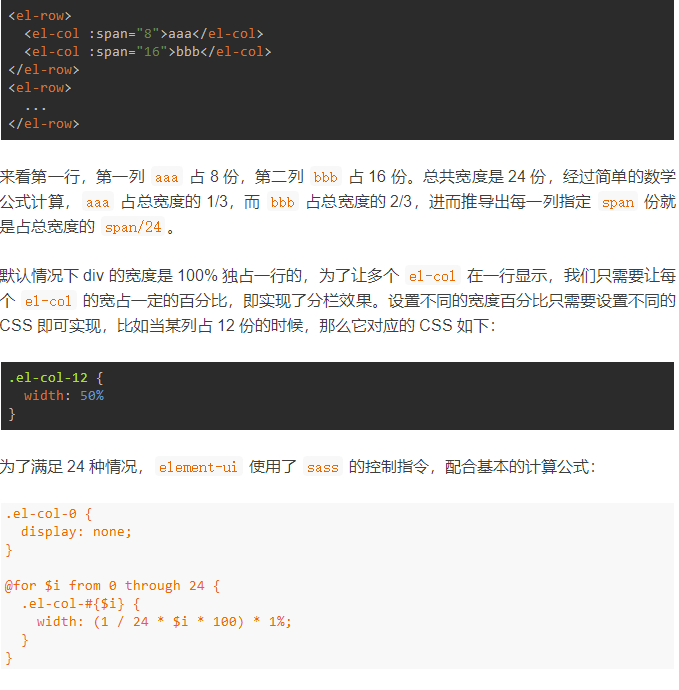 <el-row>
  <el-col :span="8">aaa</el-col>
  <el-col :span="16">bbb</el-col>
</el-row>
<el-row>
  ...
</el-row>
来看第一行，第一列 aaa 占 8 份，第二列 bbb 占 16 份。总共宽度是 24 份，经过简单的数学
公式计算， aaa 占总宽度的 1/3，而 bbb 占总宽度的 2/3，进而推导出每一列指定 span 份就
是占总宽度的 span/24 。
默认情况下 div 的宽度是 100% 独占一行的，为了让多个 el-col 在一行显示，我们只需要让每
个 el-col 的宽占一定的百分比，即实现了分栏效果。设置不同的宽度百分比只需要设置不同的
CSS 即可实现，比如当某列占 12 份的时候，那么它对应的 CSS 如下：
.el-col-12 {
  width: 50%
}
为了满足 24 种情况， element-ui 使用了 sass 的控制指令，配合基本的计算公式：
.el-col-0 {
  display: none;
}
@for $i from 0 through 24 {
  .el-col-#{$i} {
    width: (1 / 24 * $i * 100) * 1%;
  }
}